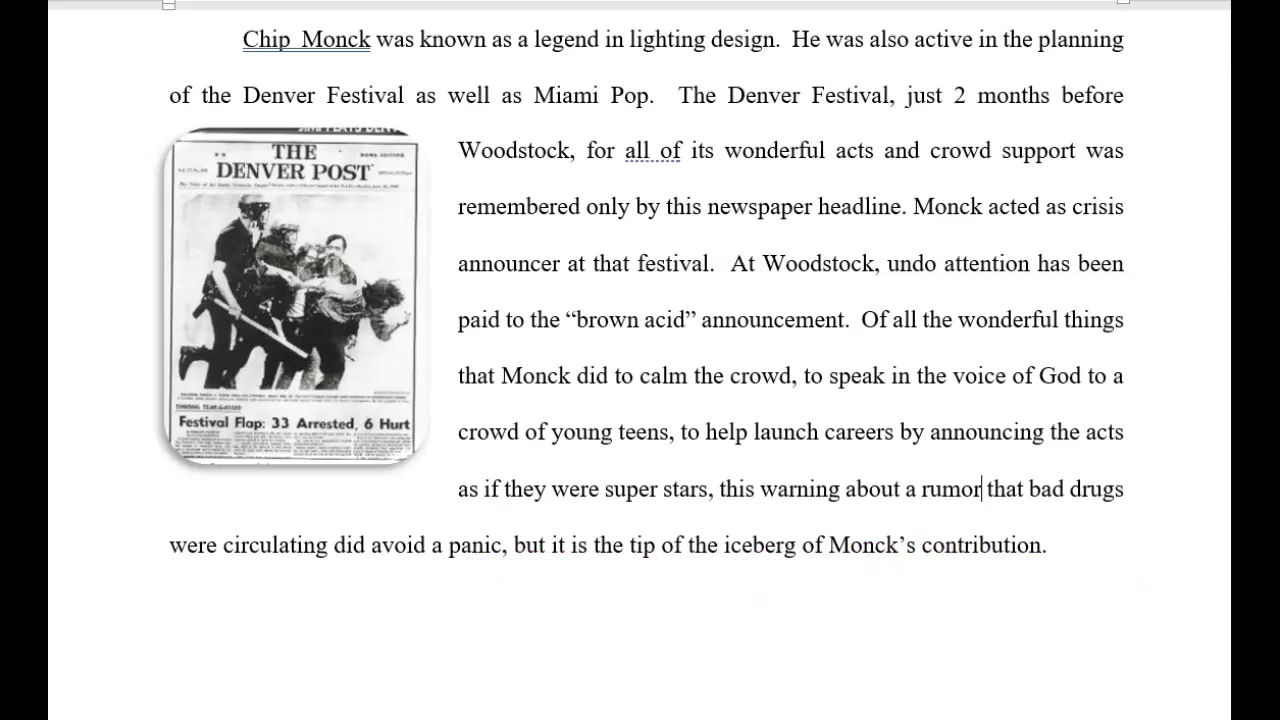 Chip  Monck was known as a legend in lighting design.  He was also active in the planning
of the Denver Festival as well as Miami Pop.  The Denver Festival, just 2 months before
Woodstock, for all of its wonderful acts and crowd support was
remembered only by this newspaper headline. Monck acted as crisis
announcer at that festival.  At Woodstock, undo attention has been
paid to the “brown acid” announcement.  Of all the wonderful things
that Monck did to calm the crowd, to speak in the voice of God to a
crowd of young teens, to help launch careers by announcing the acts
as if they were super stars, this warning about a rumor that bad drugs
were circulating did avoid a panic, but it is the tip of the iceberg of Monck’s contribution.
THE
DENVER POST
Festival Flap: 33 Arrested, 6 Hurt